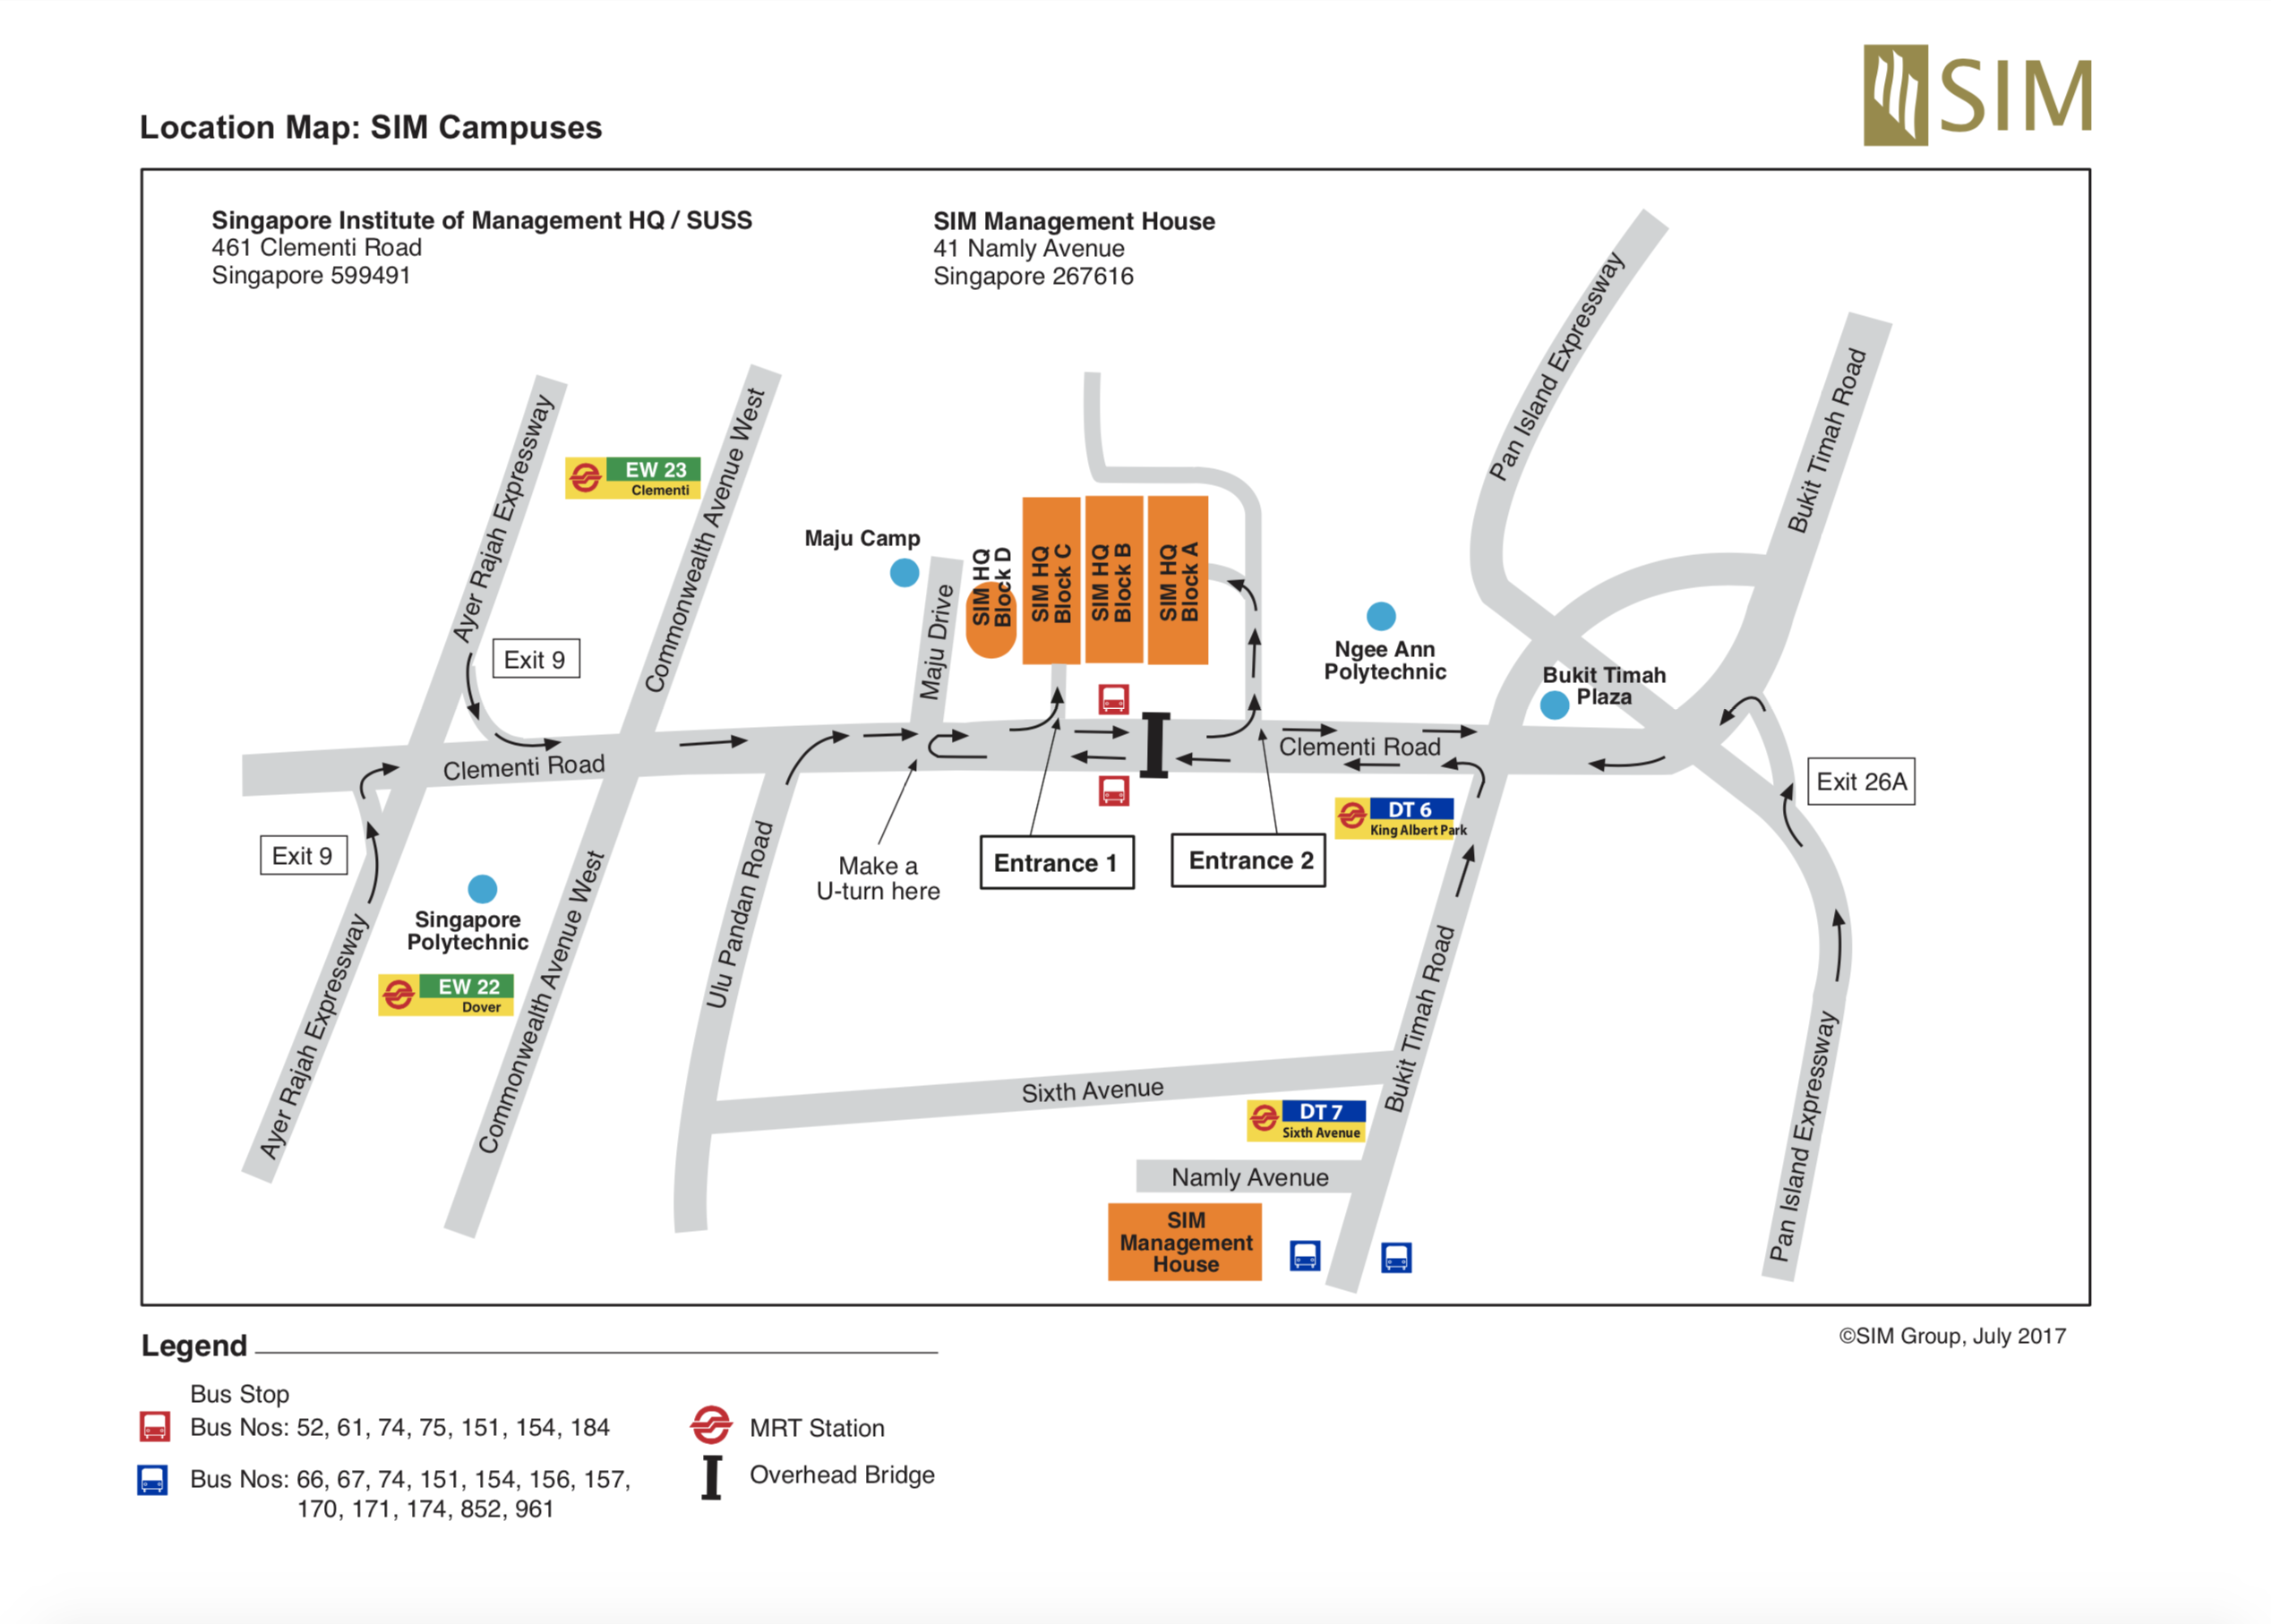 SIM
Location Map: SIM Campuses
Singapore Institute of Management HQ / SUSS
461 Clementi Road
Singapore 599491
SIM Management House
41 Namly Avenue
Singapore 267616
Pan Island Expressway
Bukit Timah Road
Ayer Rajah Expressway
Commonwealth Avenue West
EW 23
Clementi
Maju Camp
Maju Drive
SIM HQ
Block D
SIM HQ
Block C
SIM HQ
Block B
SIM HQ
Block A
Ngee Ann
Polytechnic
Bukit Timah
Plaza
Exit 9
Clementi Road
Clementi Road
Exit 26A
DT 6
King Albert Park
Exit 9
Make a
U-turn here
Entrance 1
Entrance 2
Singapore
Polytechnic
EW 22
Dover
Ayer Rajah Expressway
Commonwealth Avenue West
Ulu Pandan Road
Bukit Timah Road
Pan Island Expressway
Sixth Avenue
DT 7
Sixth Avenue
Namly Avenue
SIM
Management
House
©SIM Group, July 2017
Legend
Bus Stop
Bus Nos: 52, 61, 74, 75, 151, 154, 184
Bus Nos: 66, 67, 74, 151, 154, 156, 157,
170, 171, 174, 852, 961
MRT Station
Overhead Bridge